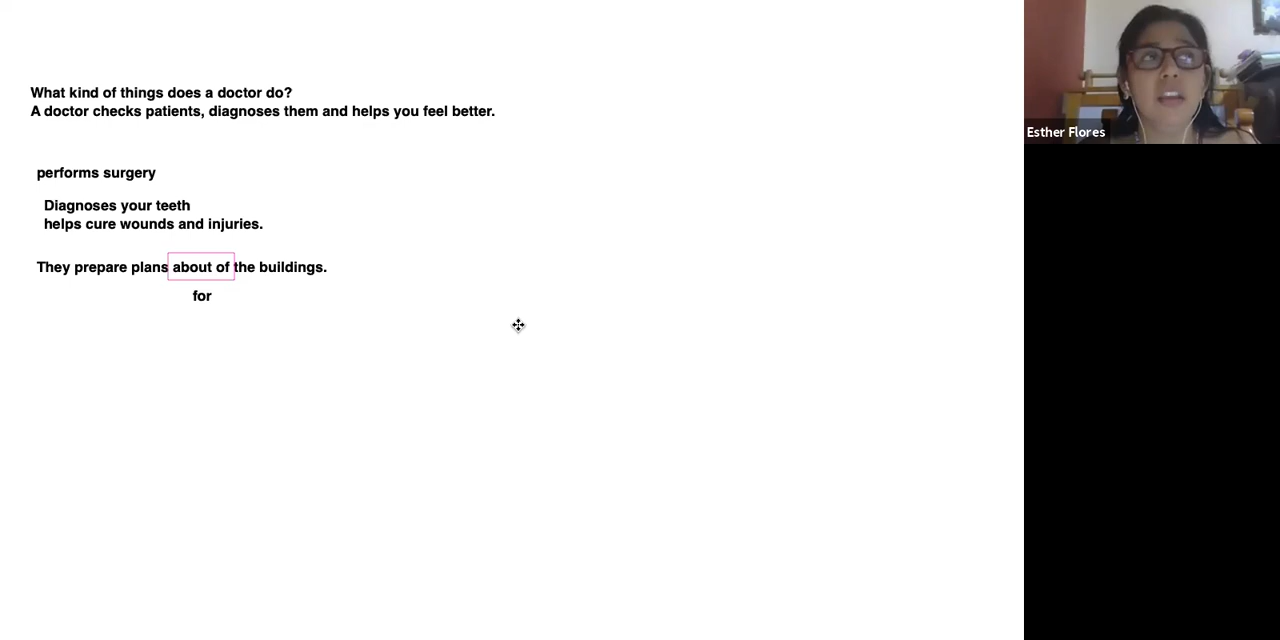 What kind of things does a doctor do?
A doctor checks patients, diagnoses them and helps you feel better.
performs surgery
Diagnoses your teeth
helps cure wounds and injuries.
They prepare plans about of the buildings.
for
Esther Flores